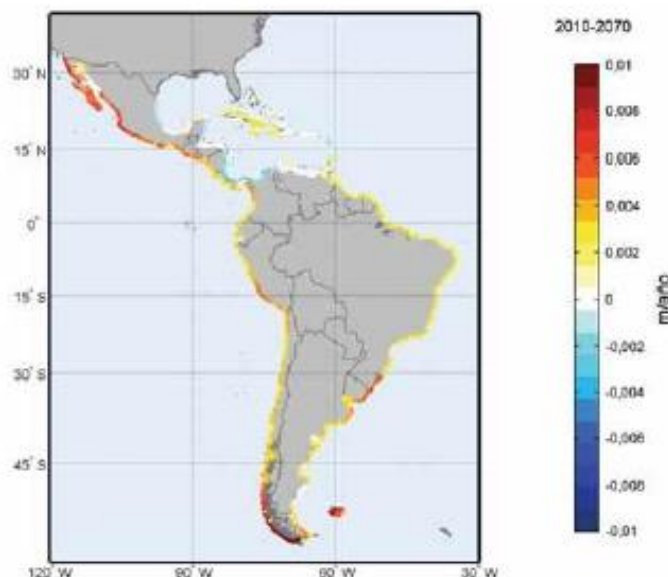 2010-2070
30° N
15° N
0°
15° S
30° S
45° S
120° W
90° W
60° W
30° W
0,01
0,008
0,006
0,004
0,002
0
-0,002
-0,004
-0,006
-0,008
-0,01
m/año